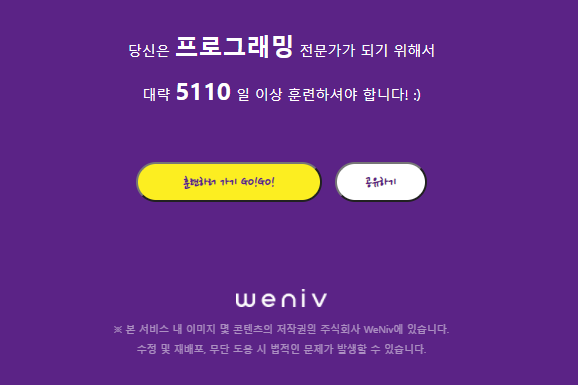 당신은 프로그래밍 전문가가 되기 위해서
대략 5110 일 이상 훈련하셔야 합니다! :)
훈련하러 가기 GO!GO!
공유하기
weniv
※ 본 서비스 내 이미지 및 콘텐츠의 저작권은 주식회사 WeNiv에 있습니다.
수정 및 재배포, 무단 도용 시 법적인 문제가 발생할 수 있습니다.